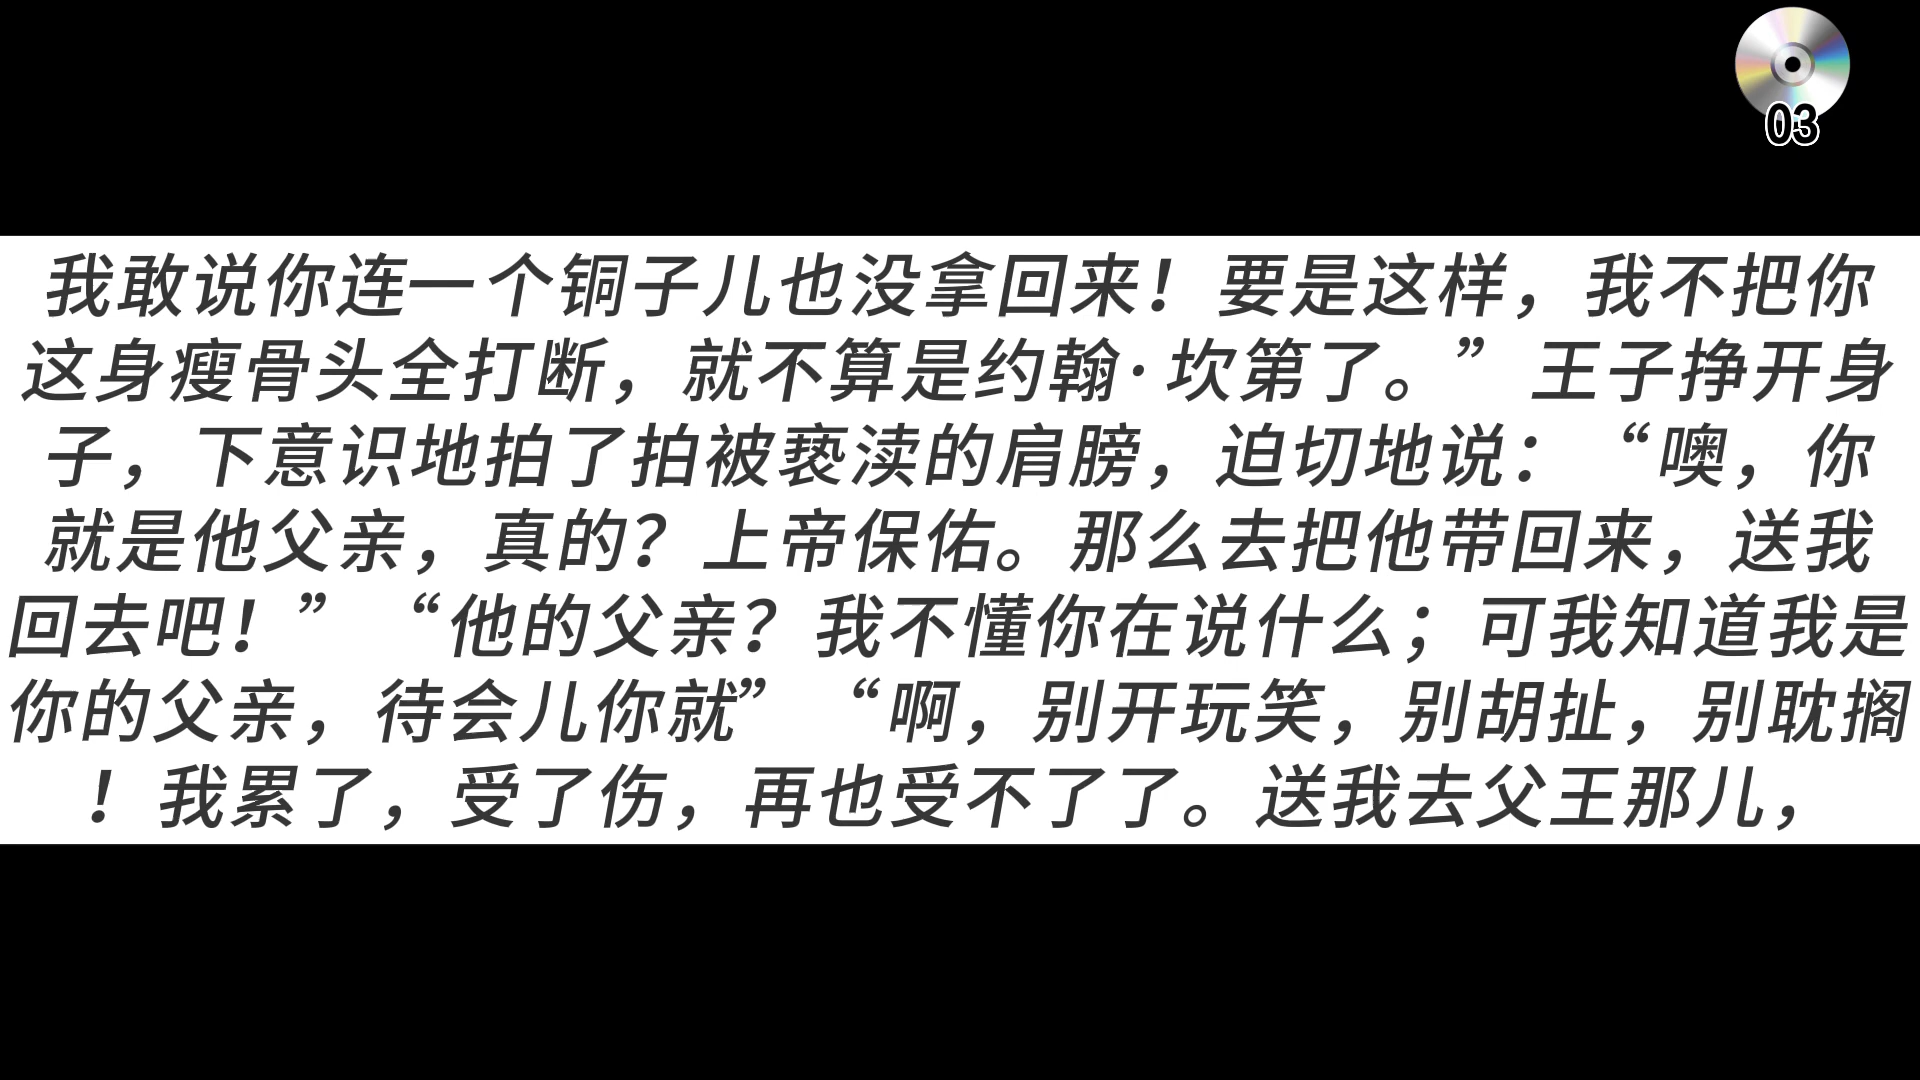 03
我敢说你连一个铜子儿也没拿回来！要是这样，我不把你
这身瘦骨头全打断，就不算是约翰·坎第了。”王子挣开身
子，下意识地拍了拍被亵渎的肩膀，迫切地说：“噢，你
就是他父亲，真的？上帝保佑。那么去把他带回来，送我
回去吧！”“他的父亲？我不懂你在说什么；可我知道我是
你的父亲，待会儿你就”“啊，别开玩笑，别胡扯，别耽搁
！我累了，受了伤，再也受不了了。送我去父王那儿，